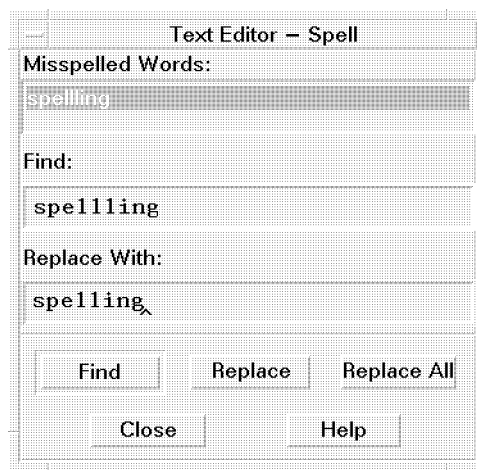 Text Editor – Spell
Misspelled Words:
spellling
Find:
spellling
Replace With:
spelling
Find Replace Replace All
Close Help